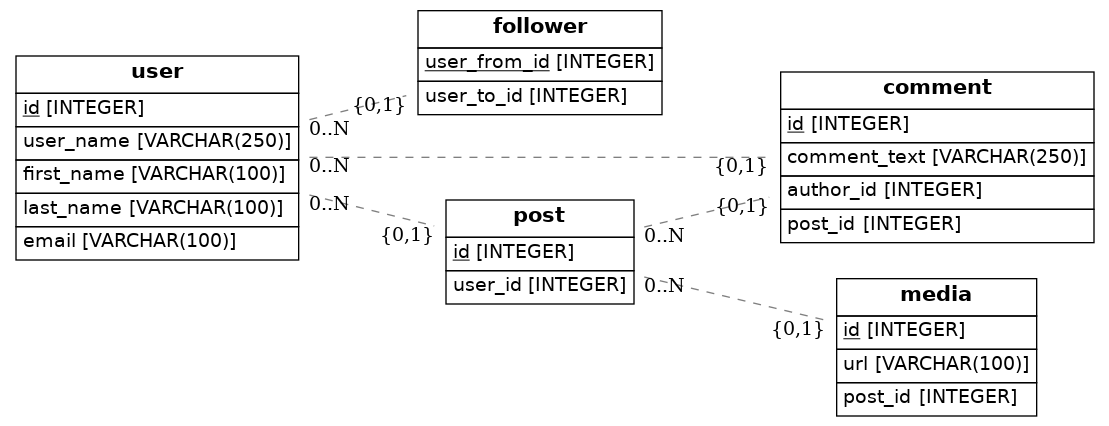 user
id [INTEGER]
user_name [VARCHAR(250)]
first_name [VARCHAR(100)]
last_name [VARCHAR(100)]
email [VARCHAR(100)]
follower
user_from_id [INTEGER]
user_to_id [INTEGER]
{0,1}
0..N
0..N
{0,1}
0..N
{0,1}
post
id [INTEGER]
user_id [INTEGER]
comment
id [INTEGER]
comment_text [VARCHAR(250)]
author_id [INTEGER]
post_id [INTEGER]
{0,1}
0..N
0..N
{0,1}
media
id [INTEGER]
url [VARCHAR(100)]
post_id [INTEGER]